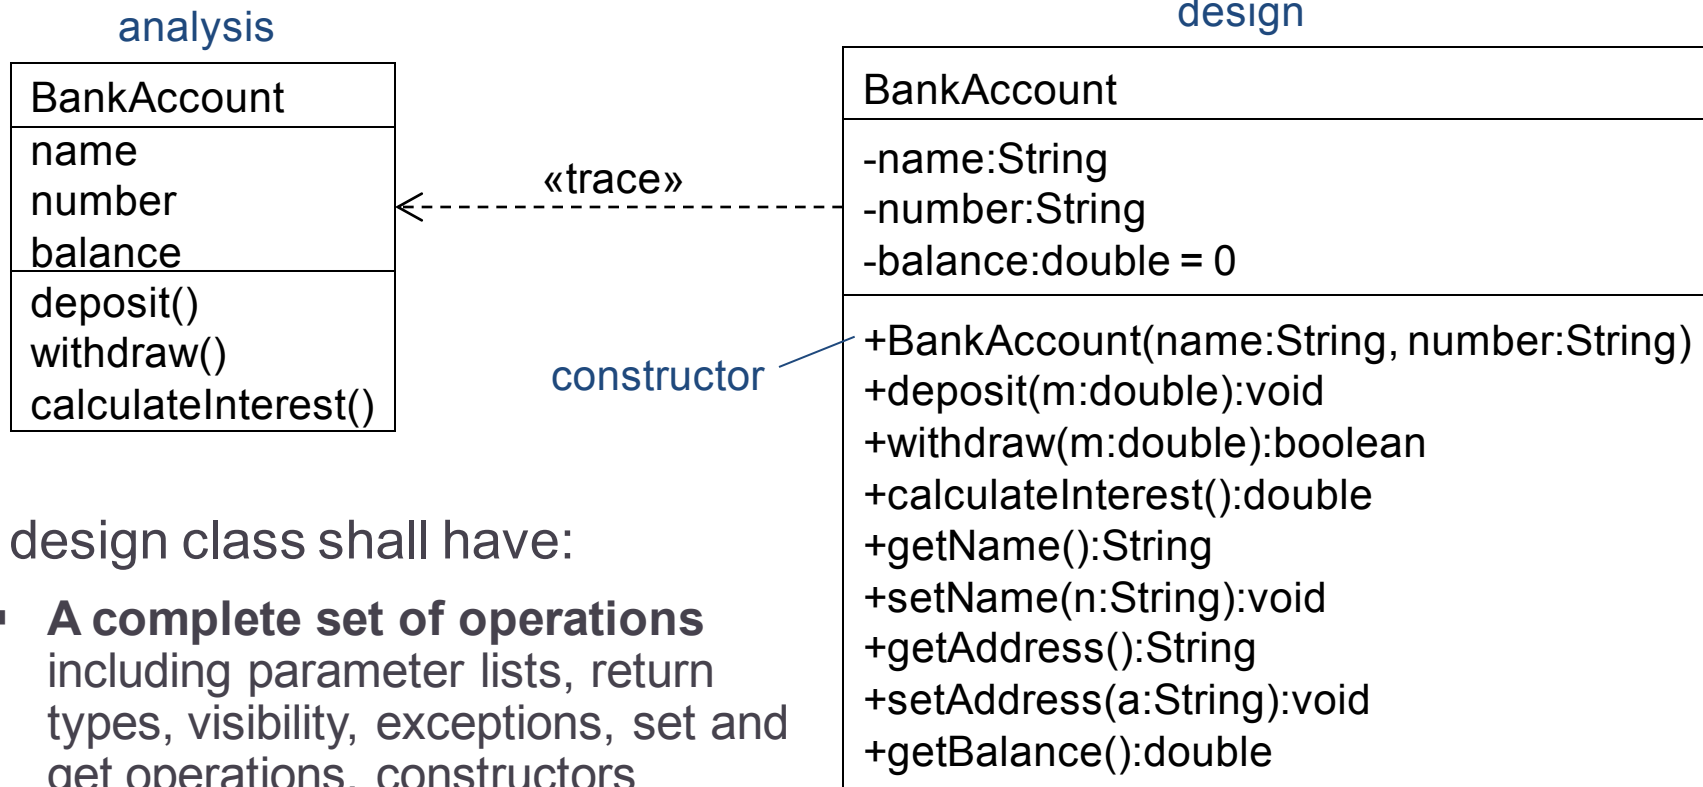 analysis
BankAccount
name
number
balance
deposit()
withdraw()
calculateInterest()
«trace»
constructor
design
BankAccount
-name:String
-number:String
-balance:double = 0
+BankAccount(name:String, number:String)
+deposit(m:double):void
+withdraw(m:double):boolean
+calculateInterest():double
+getName():String
+setName(n:String):void
+getAddress():String
+setAddress(a:String):void
+getBalance():double
design class shall have:
▪ A complete set of operations
including parameter lists, return
types, visibility, exceptions, set and
get operations, constructors